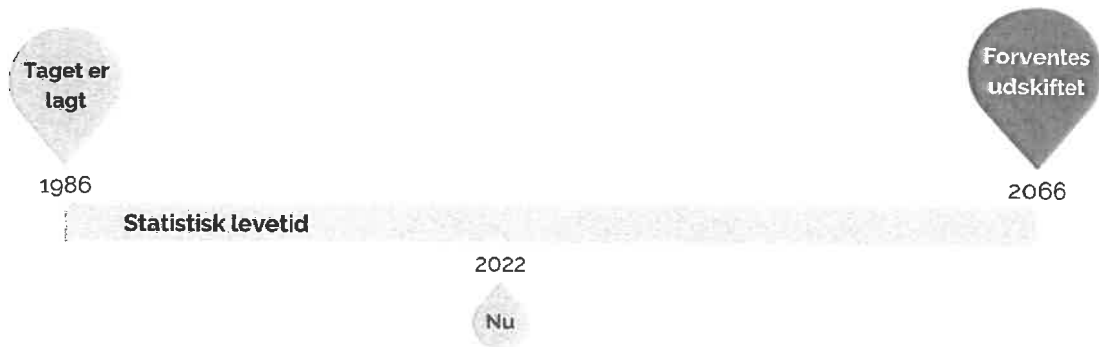 Taget er
lagt
Forventes
udskiftet
1986
2066
Statistisk levetid
2022
Nu